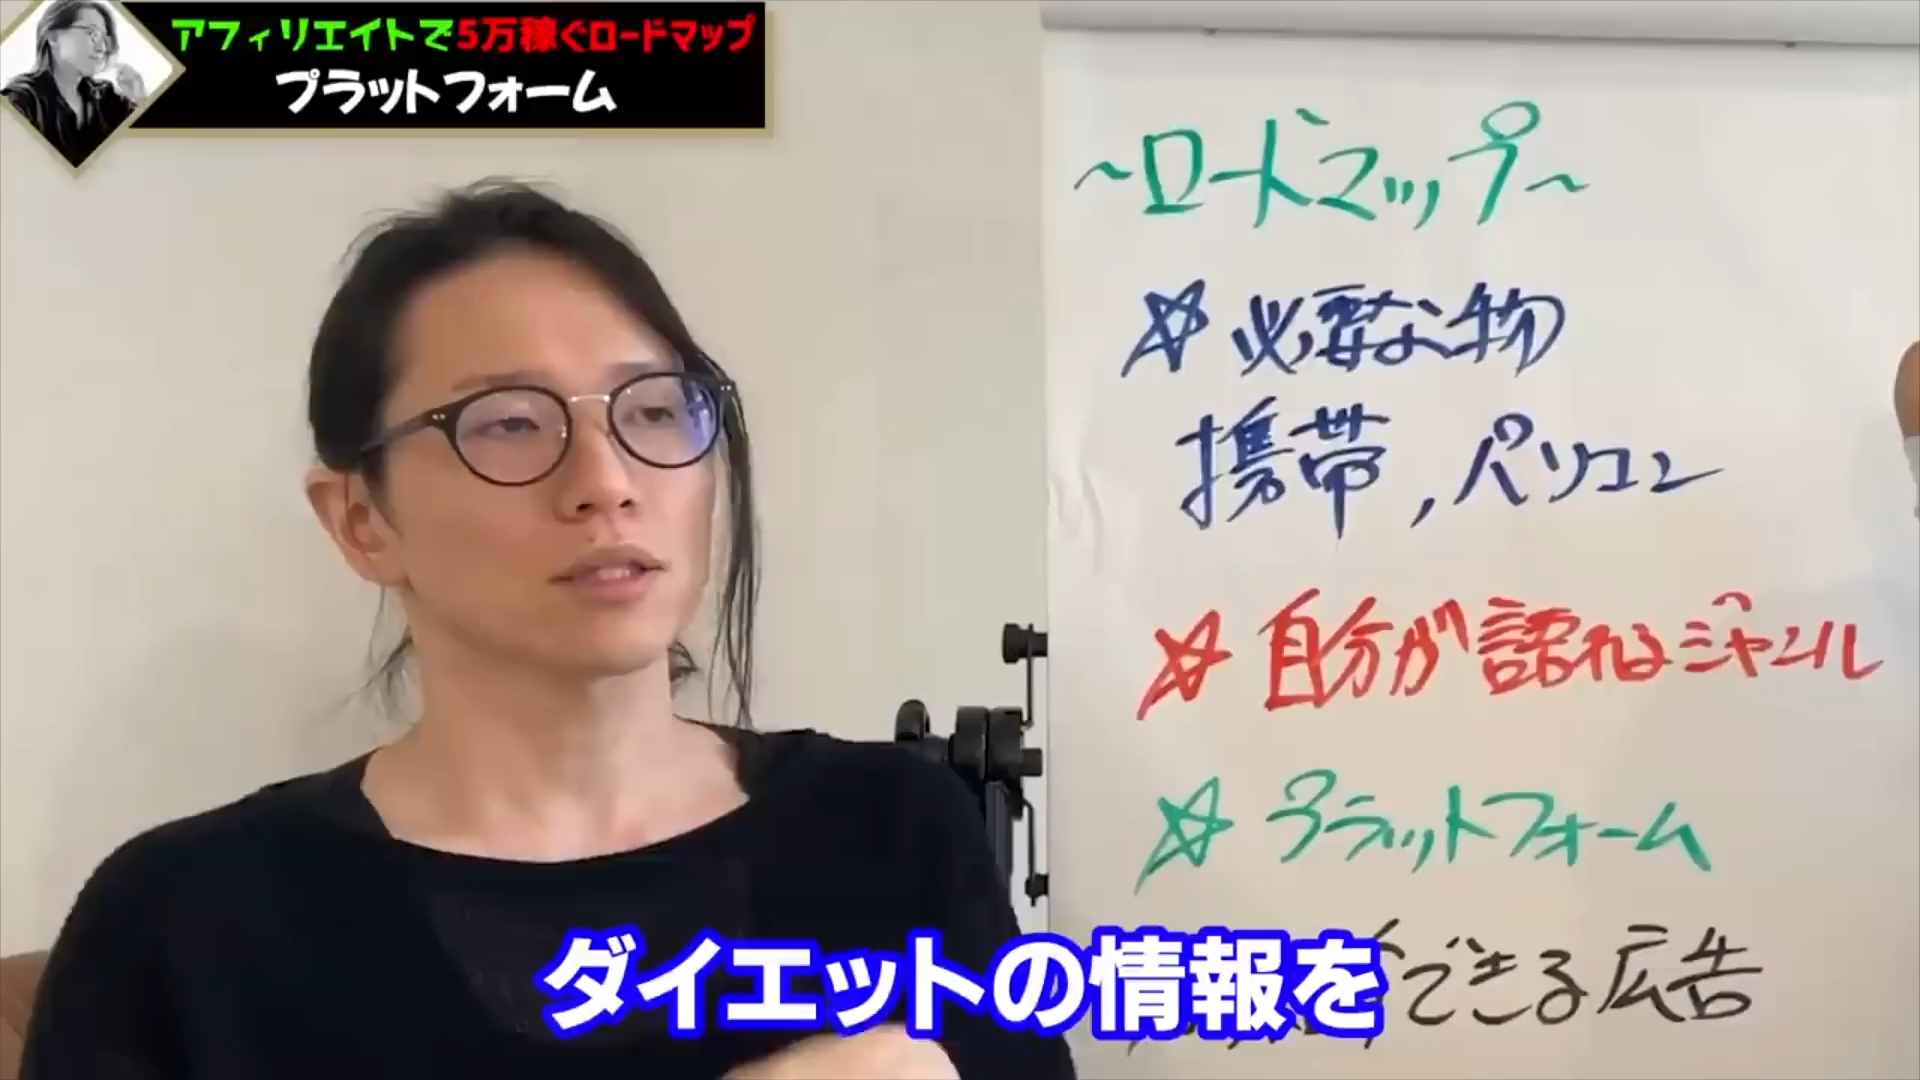 アフィリエイトで5万稼ぐロードマップ
プラットフォーム
～ロードマップ～
☆必要な物
携帯,パソコン
☆自分が語れるジャンル
☆プラットフォーム
できる広告
ダイエットの情報を